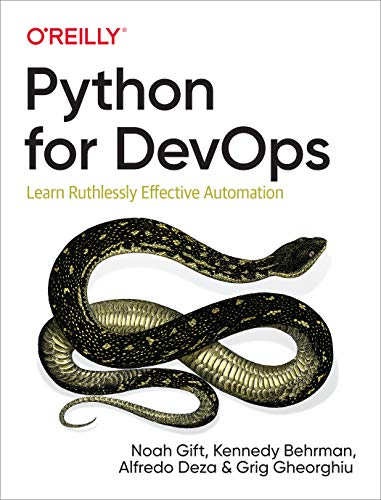 O'REILLY®
Python
for DevOps
Learn Ruthlessly Effective Automation
Noah Gift, Kennedy Behrman,
Alfredo Deza & Grig Gheorghiu